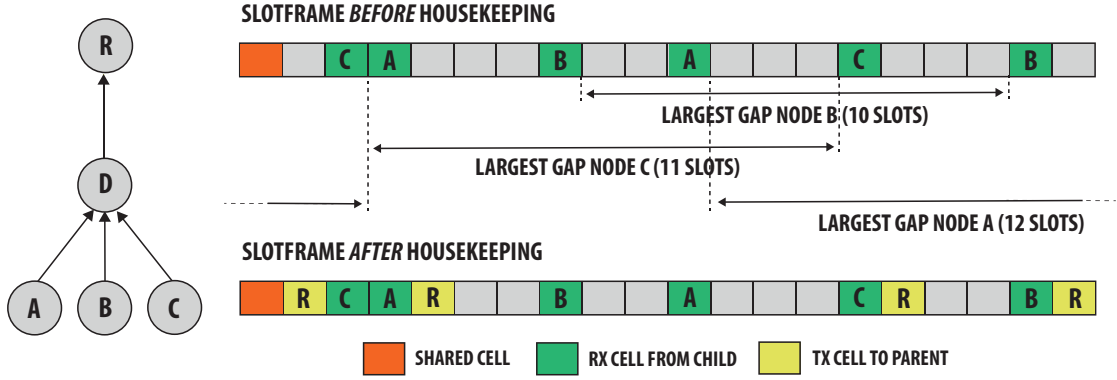 SLOTFRAME BEFORE HOUSEKEEPING
R
C A B A C B
LARGEST GAP NODE B (10 SLOTS)
LARGEST GAP NODE C (11 SLOTS)
D
LARGEST GAP NODE A (12 SLOTS)
SLOTFRAME AFTER HOUSEKEEPING
A B C
R C A R B A C R B R
SHARED CELL RX CELL FROM CHILD TX CELL TO PARENT